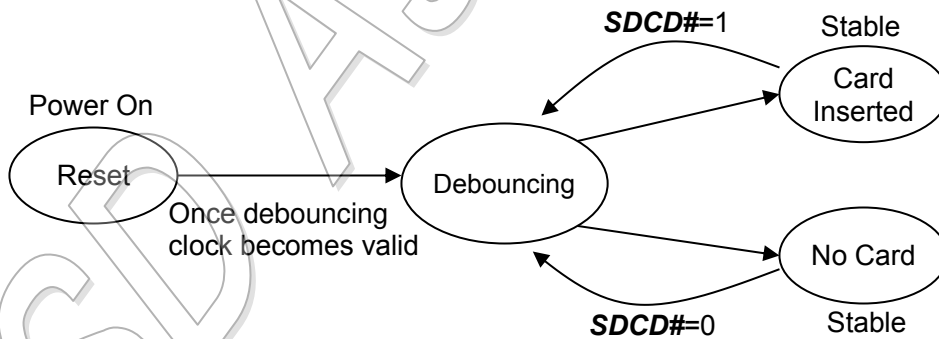 SDCD#=1
Stable
Card
Inserted
Power On
Reset
Once debouncing
clock becomes valid
Debouncing
No Card
SDCD#=0
Stable